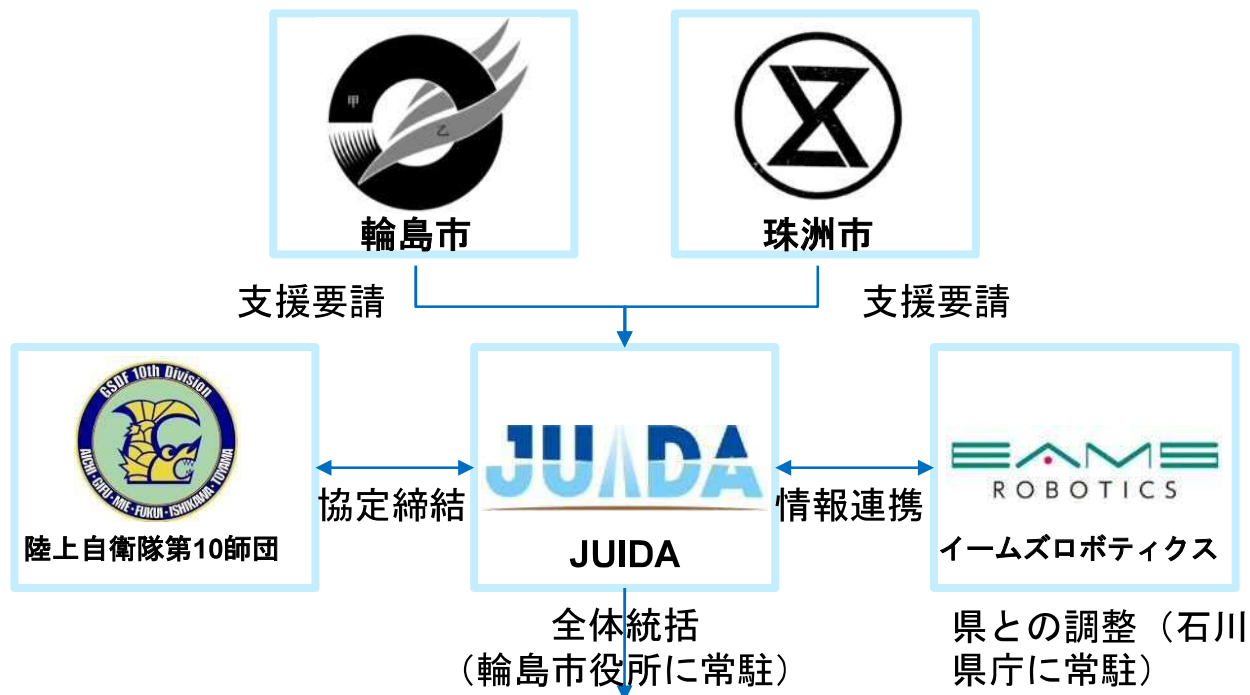 甲
乙
輪島市
珠洲市
支援要請
支援要請
GSDF 10th Division
AICHI・GIFU・MIE・FUKUI・ISHIKAWA・TOYAMA
陸上自衛隊第10師団
協定締結
JUIDA
JUIDA
情報連携
EAMS
ROBOTICS
イームズロボティクス
全体統括
（輪島市役所に常駐）
県との調整（石川
県庁に常駐）